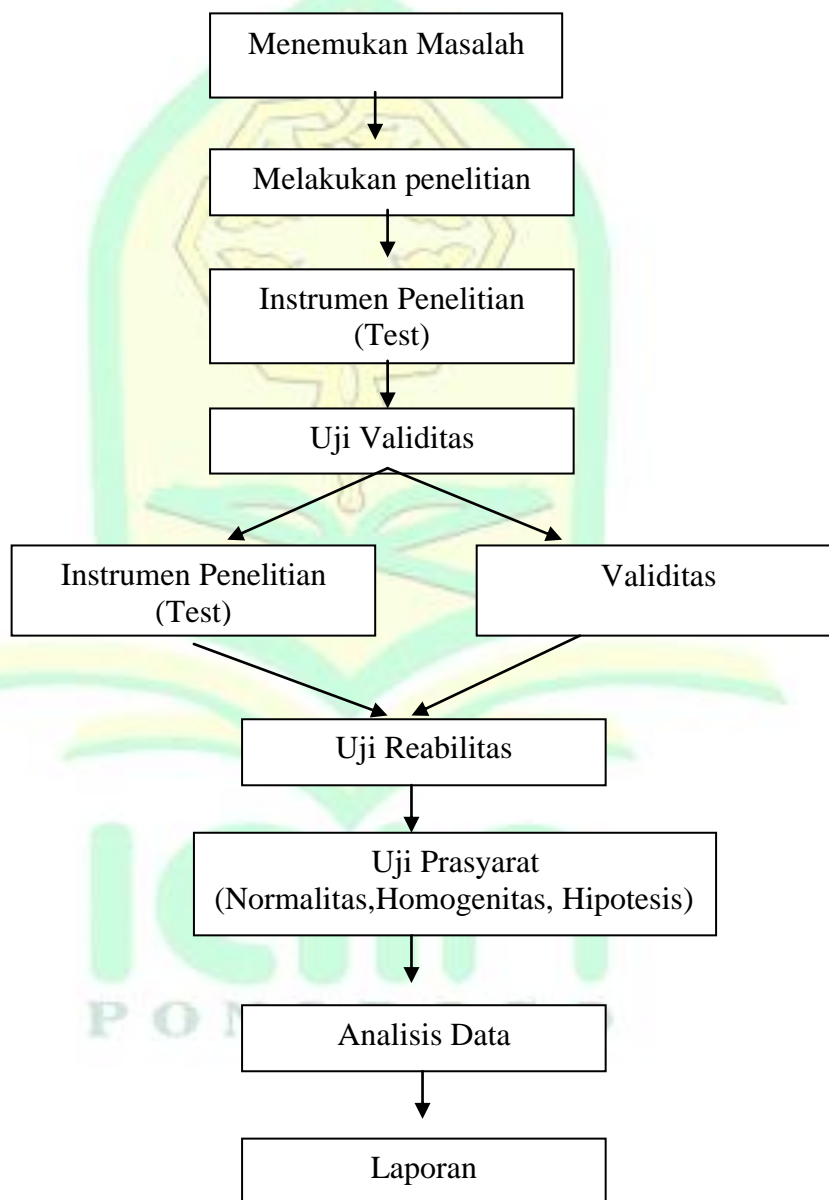 Menemukan Masalah
Melakukan penelitian
Instrumen Penelitian
(Test)
Uji Validitas
Instrumen Penelitian
(Test)
Validitas
Uji Reabilitas
Uji Prasyarat
(Normalitas,Homogenitas, Hipotesis)
Analisis Data
Laporan